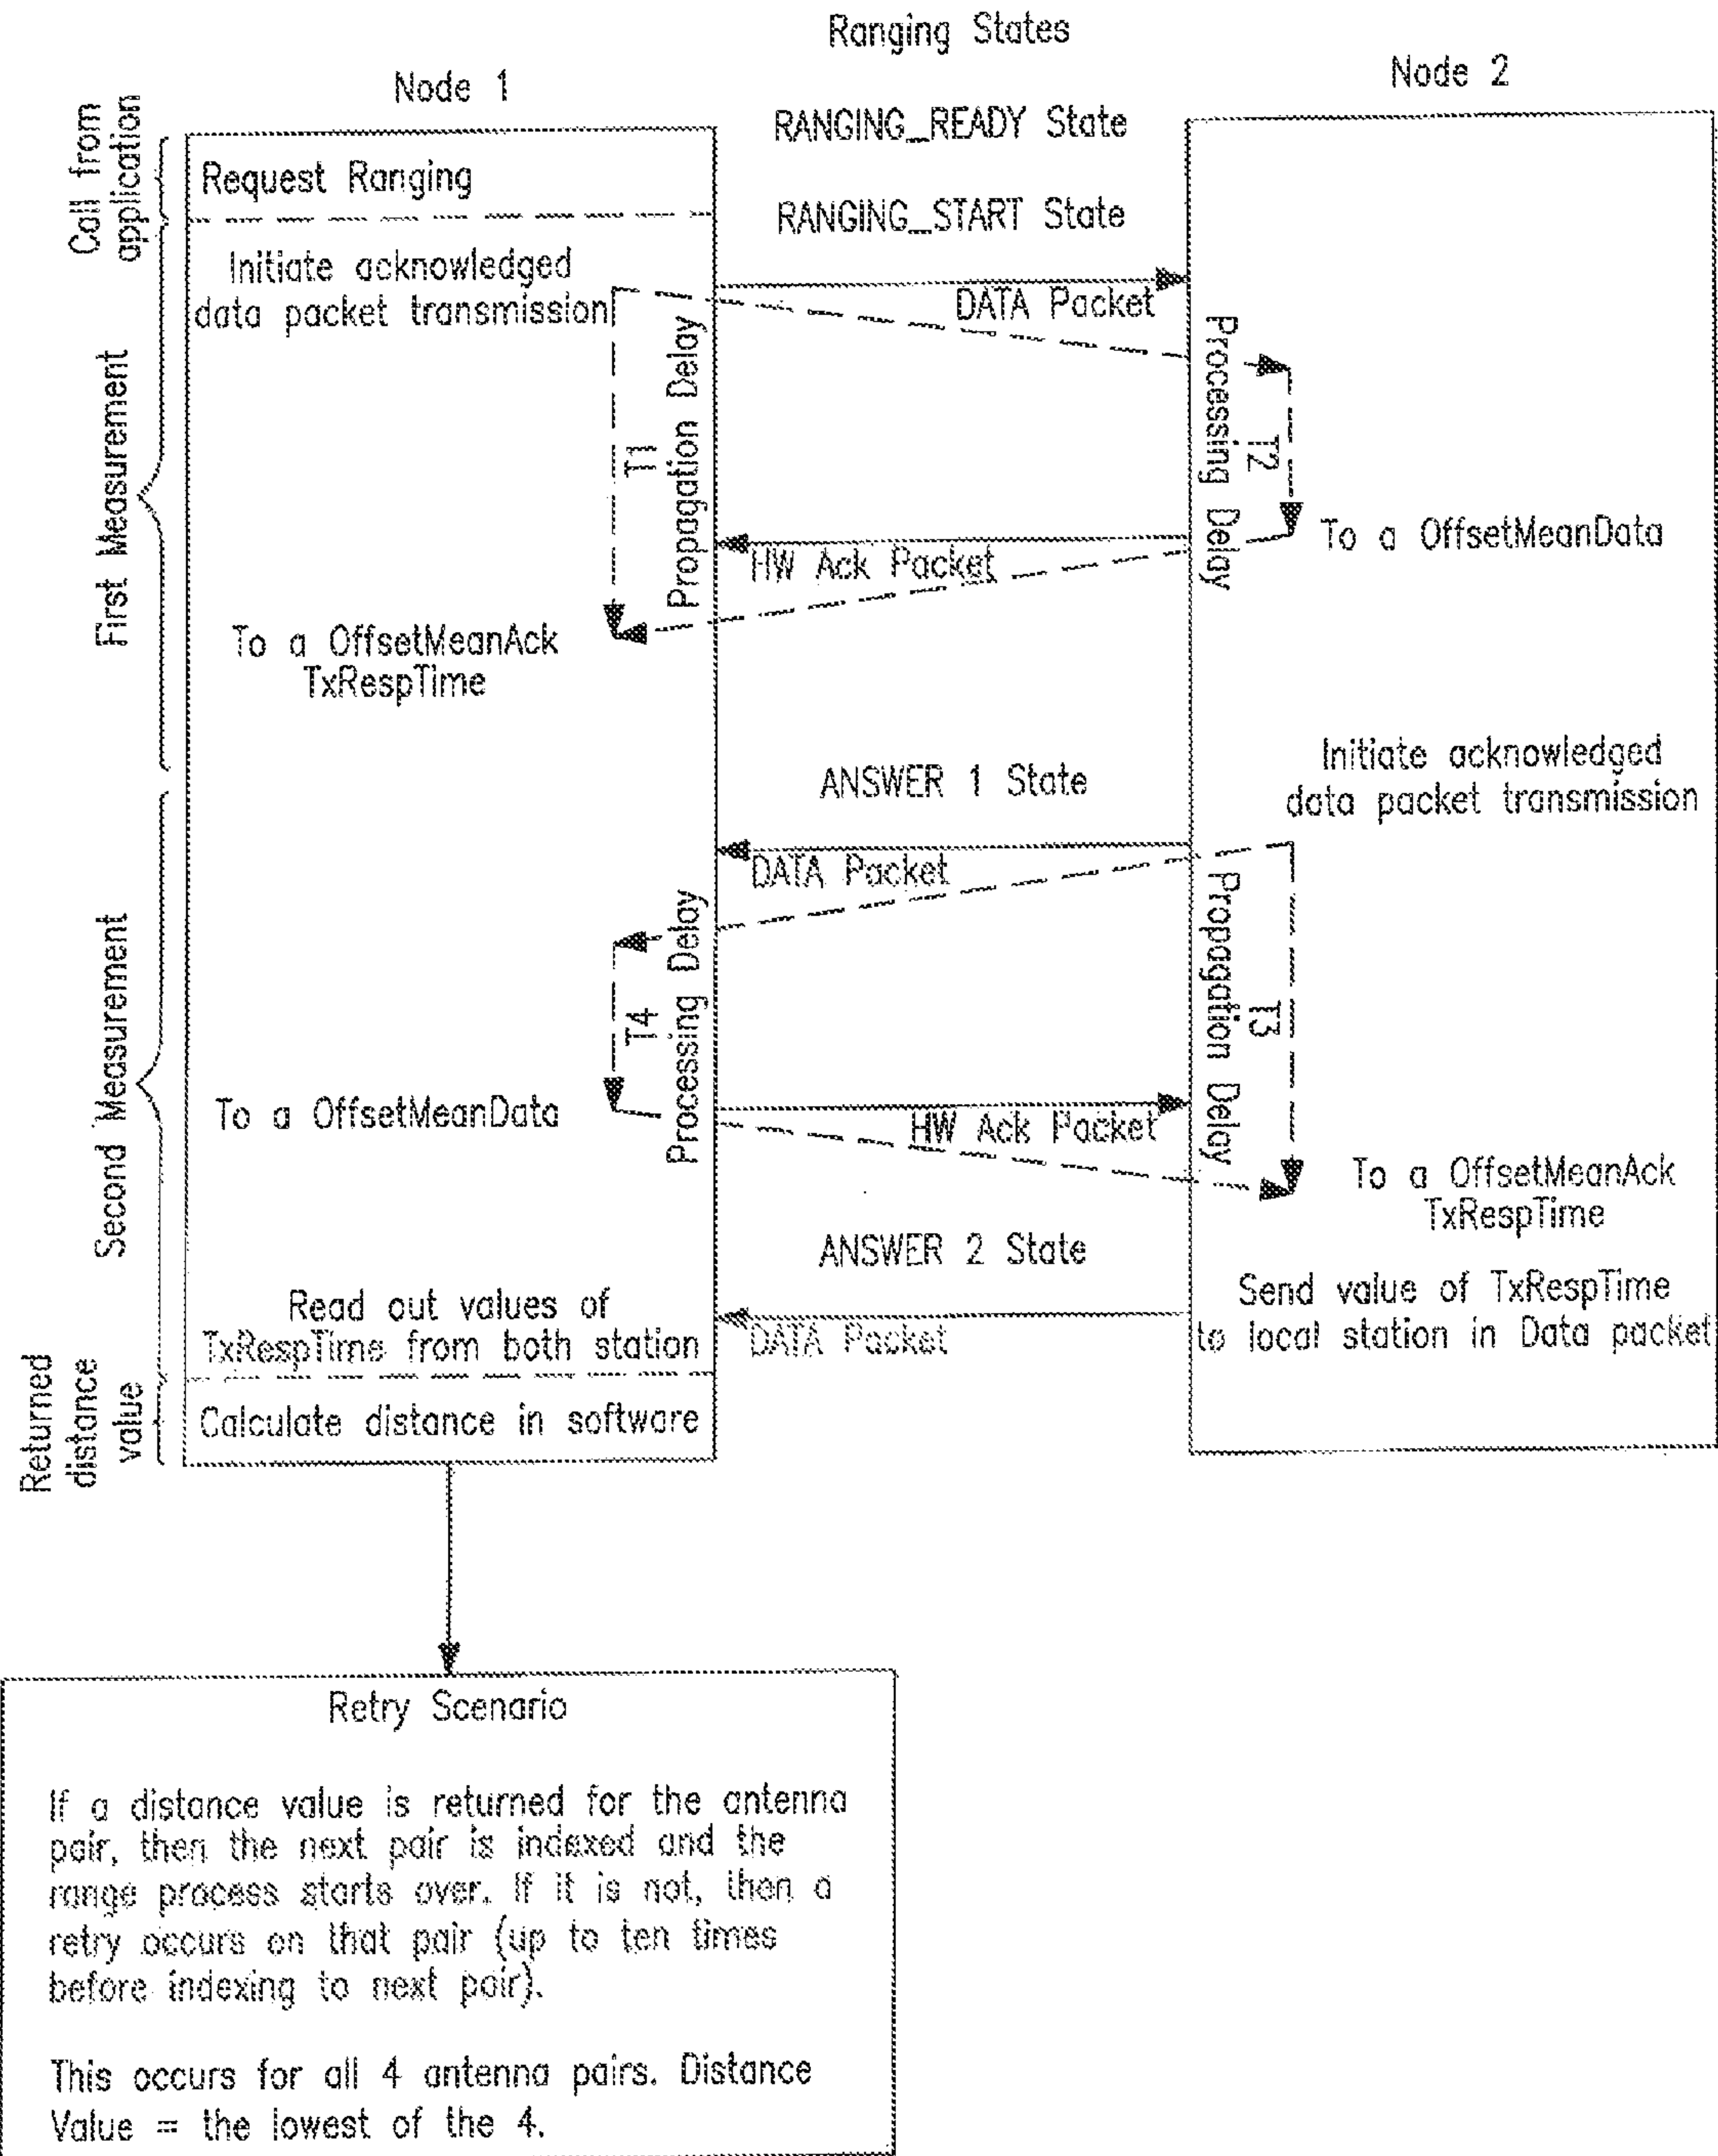 Ranging States
Node 1
Node 2
Call from
application
RANGING_READY State
Request Ranging
RANGING_START State
First Measurement
Initiate acknowledged
data packet transmission
DATA Packet
T1
Propagation Delay
Processing Delay
T2
To a OffsetMeanData
HW Ack Packet
To a OffsetMeanAck
TxRespTime
Second Measurement
ANSWER 1 State
Initiate acknowledged
data packet transmission
DATA Packet
T4
Processing Delay
Propagation Delay
T3
To a OffsetMeanData
HW Ack Packet
To a OffsetMeanAck
TxRespTime
ANSWER 2 State
Read out values of
TxRespTime from both station
DATA Packet
Send value of TxRespTime
to local station in Data packet
Returned
distance
value
Calculate distance in software
Retry Scenario
If a distance value is returned for the antenna
pair, then the next pair is indexed and the
range process starts over. If it is not, then a
retry occurs on that pair (up to ten times
before indexing to next pair).
This occurs for all 4 antenna pairs. Distance
Value = the lowest of the 4.